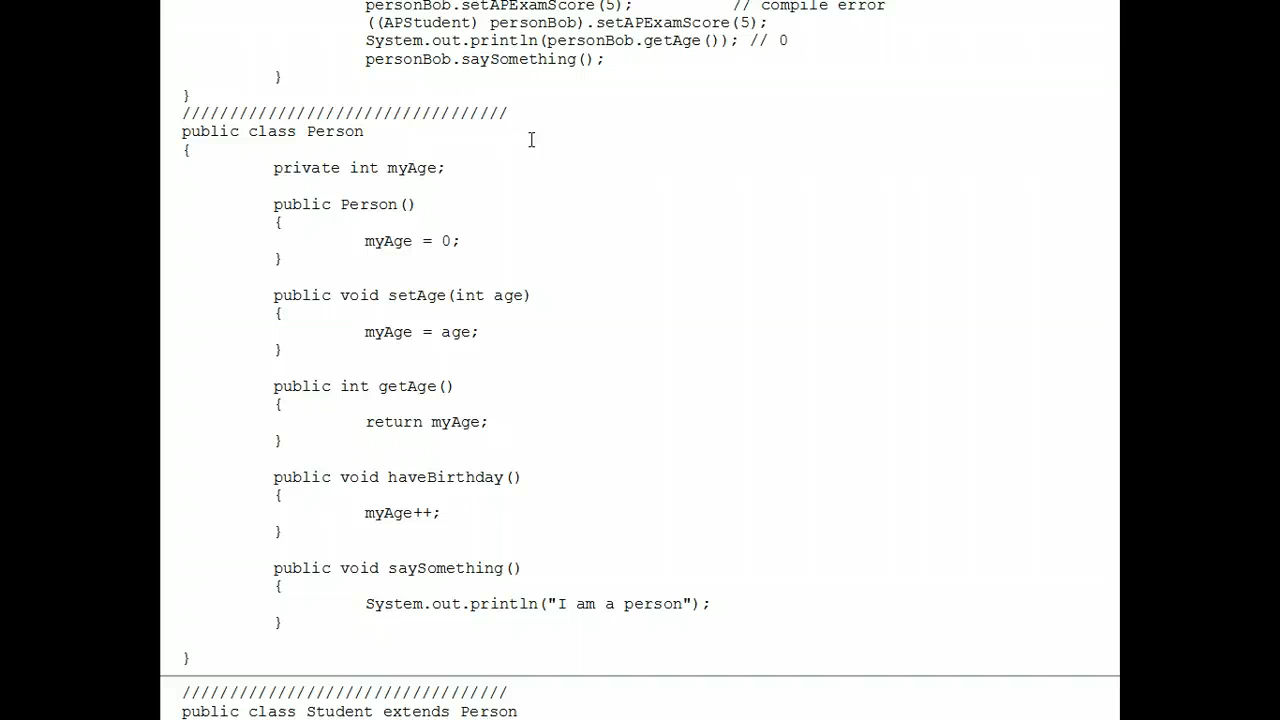 personBob.setAPExamScore(5);          // compile error
((APStudent) personBob).setAPExamScore(5);
System.out.println(personBob.getAge()); // 0
personBob.saySomething();
}
}
//////////////////////////////////
public class Person
{
private int myAge;
public Person()
{
myAge = 0;
}
public void setAge(int age)
{
myAge = age;
}
public int getAge()
{
return myAge;
}
public void haveBirthday()
{
myAge++;
}
public void saySomething()
{
System.out.println("I am a person");
}
}
//////////////////////////////////
public class Student extends Person